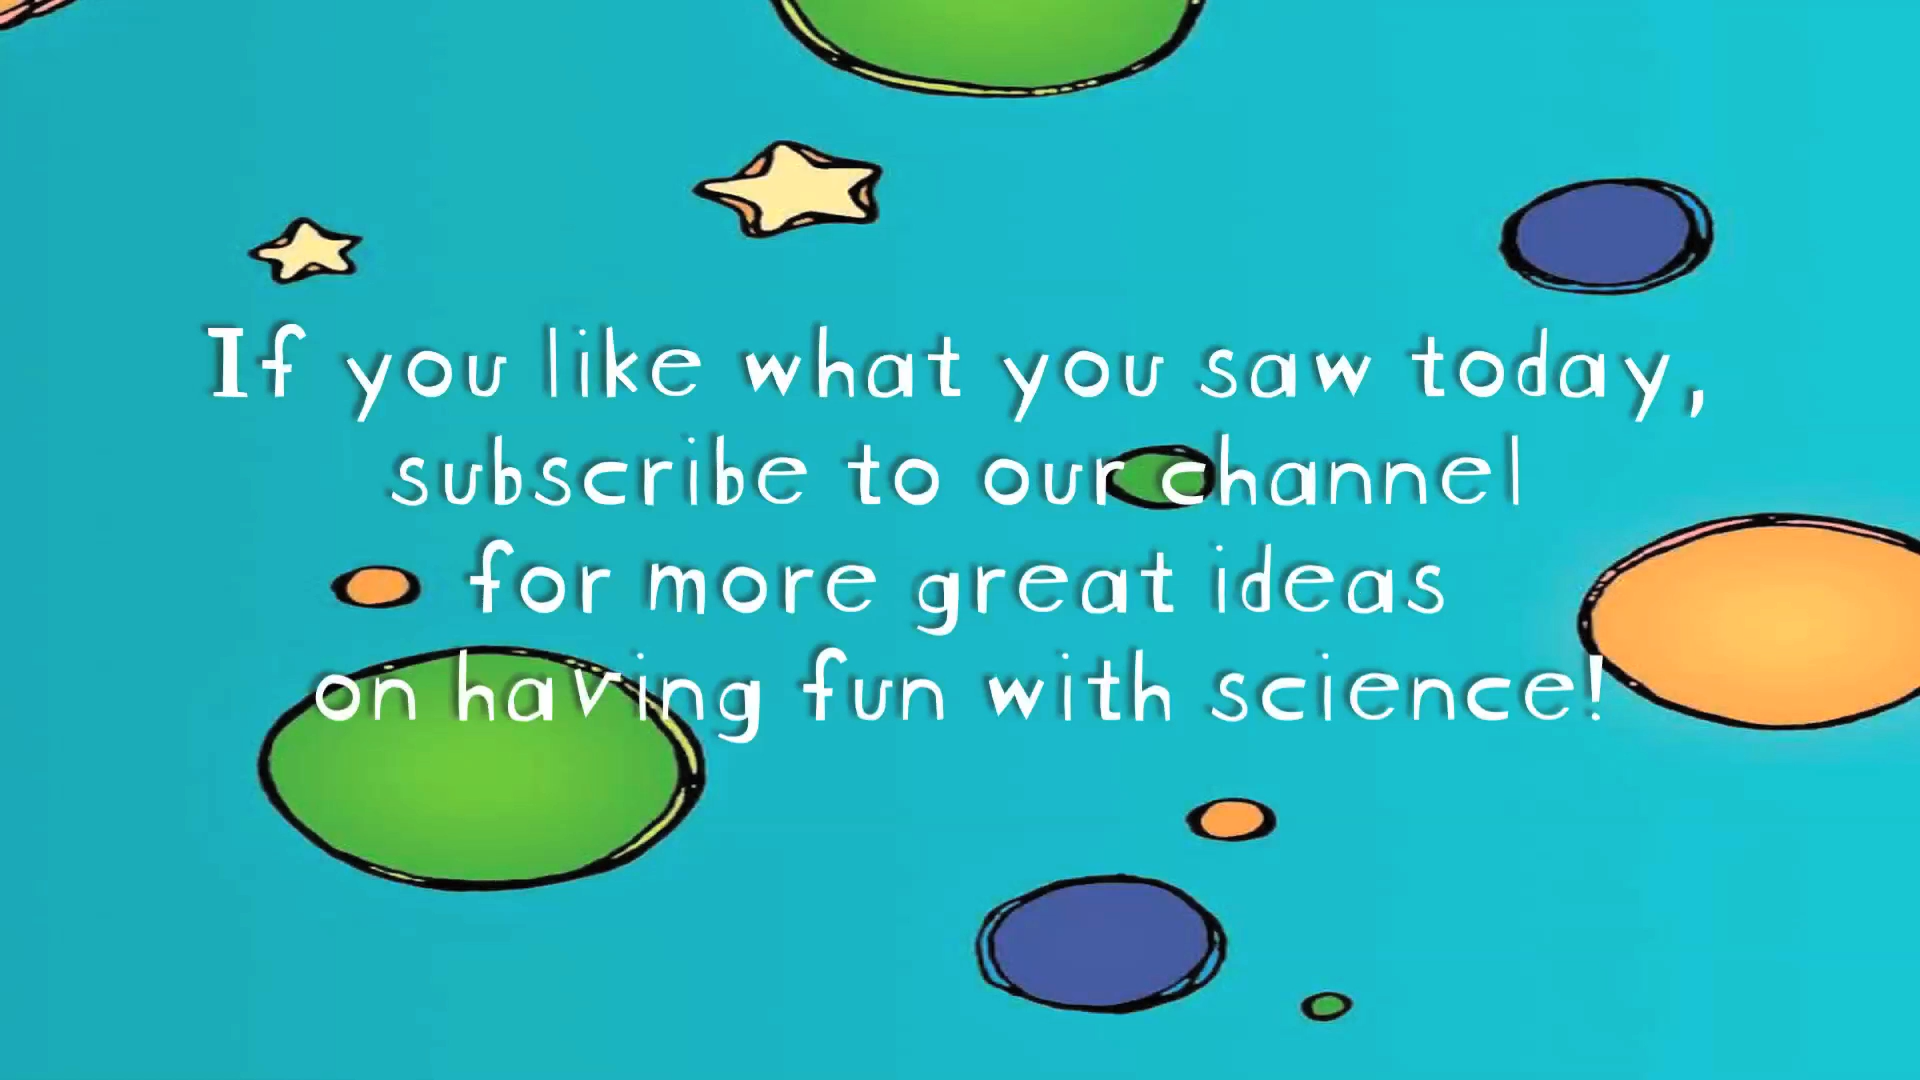 If you like what you saw today,
subscribe to our channel
for more great ideas
on having fun with science!